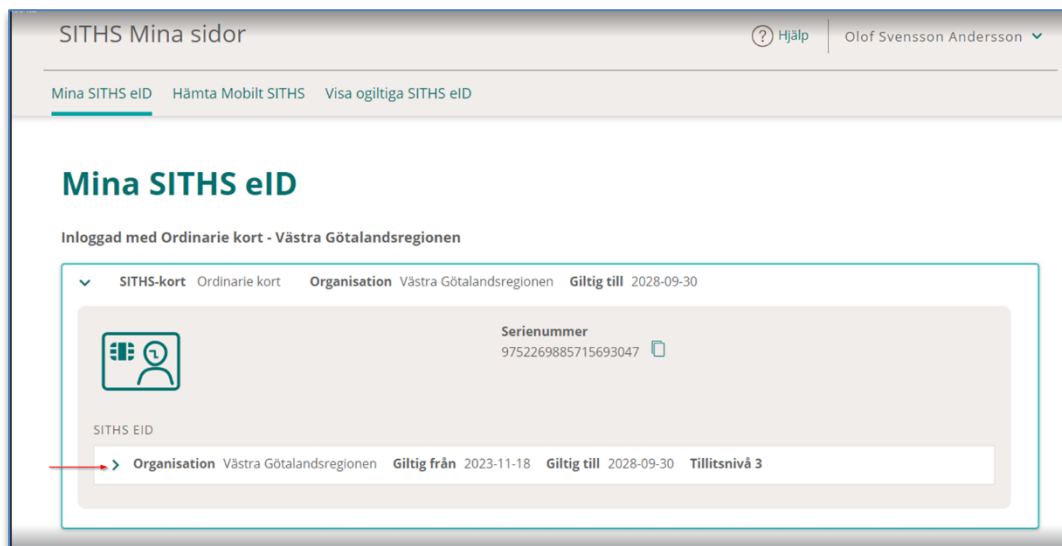 SITHS Mina sidor
? Hjälp
Olof Svensson Andersson
Mina SITHS eID Hämta Mobilt SITHS Visa ogiltiga SITHS eID
Mina SITHS eID
Inloggad med Ordinarie kort - Västra Götalandsregionen
SITHS-kort Ordinarie kort Organisation Västra Götalandsregionen Giltig till 2028-09-30
Serienummer
9752269885715693047
SITHS EID
Organisation Västra Götalandsregionen Giltig från 2023-11-18 Giltig till 2028-09-30 Tillitsnivå 3